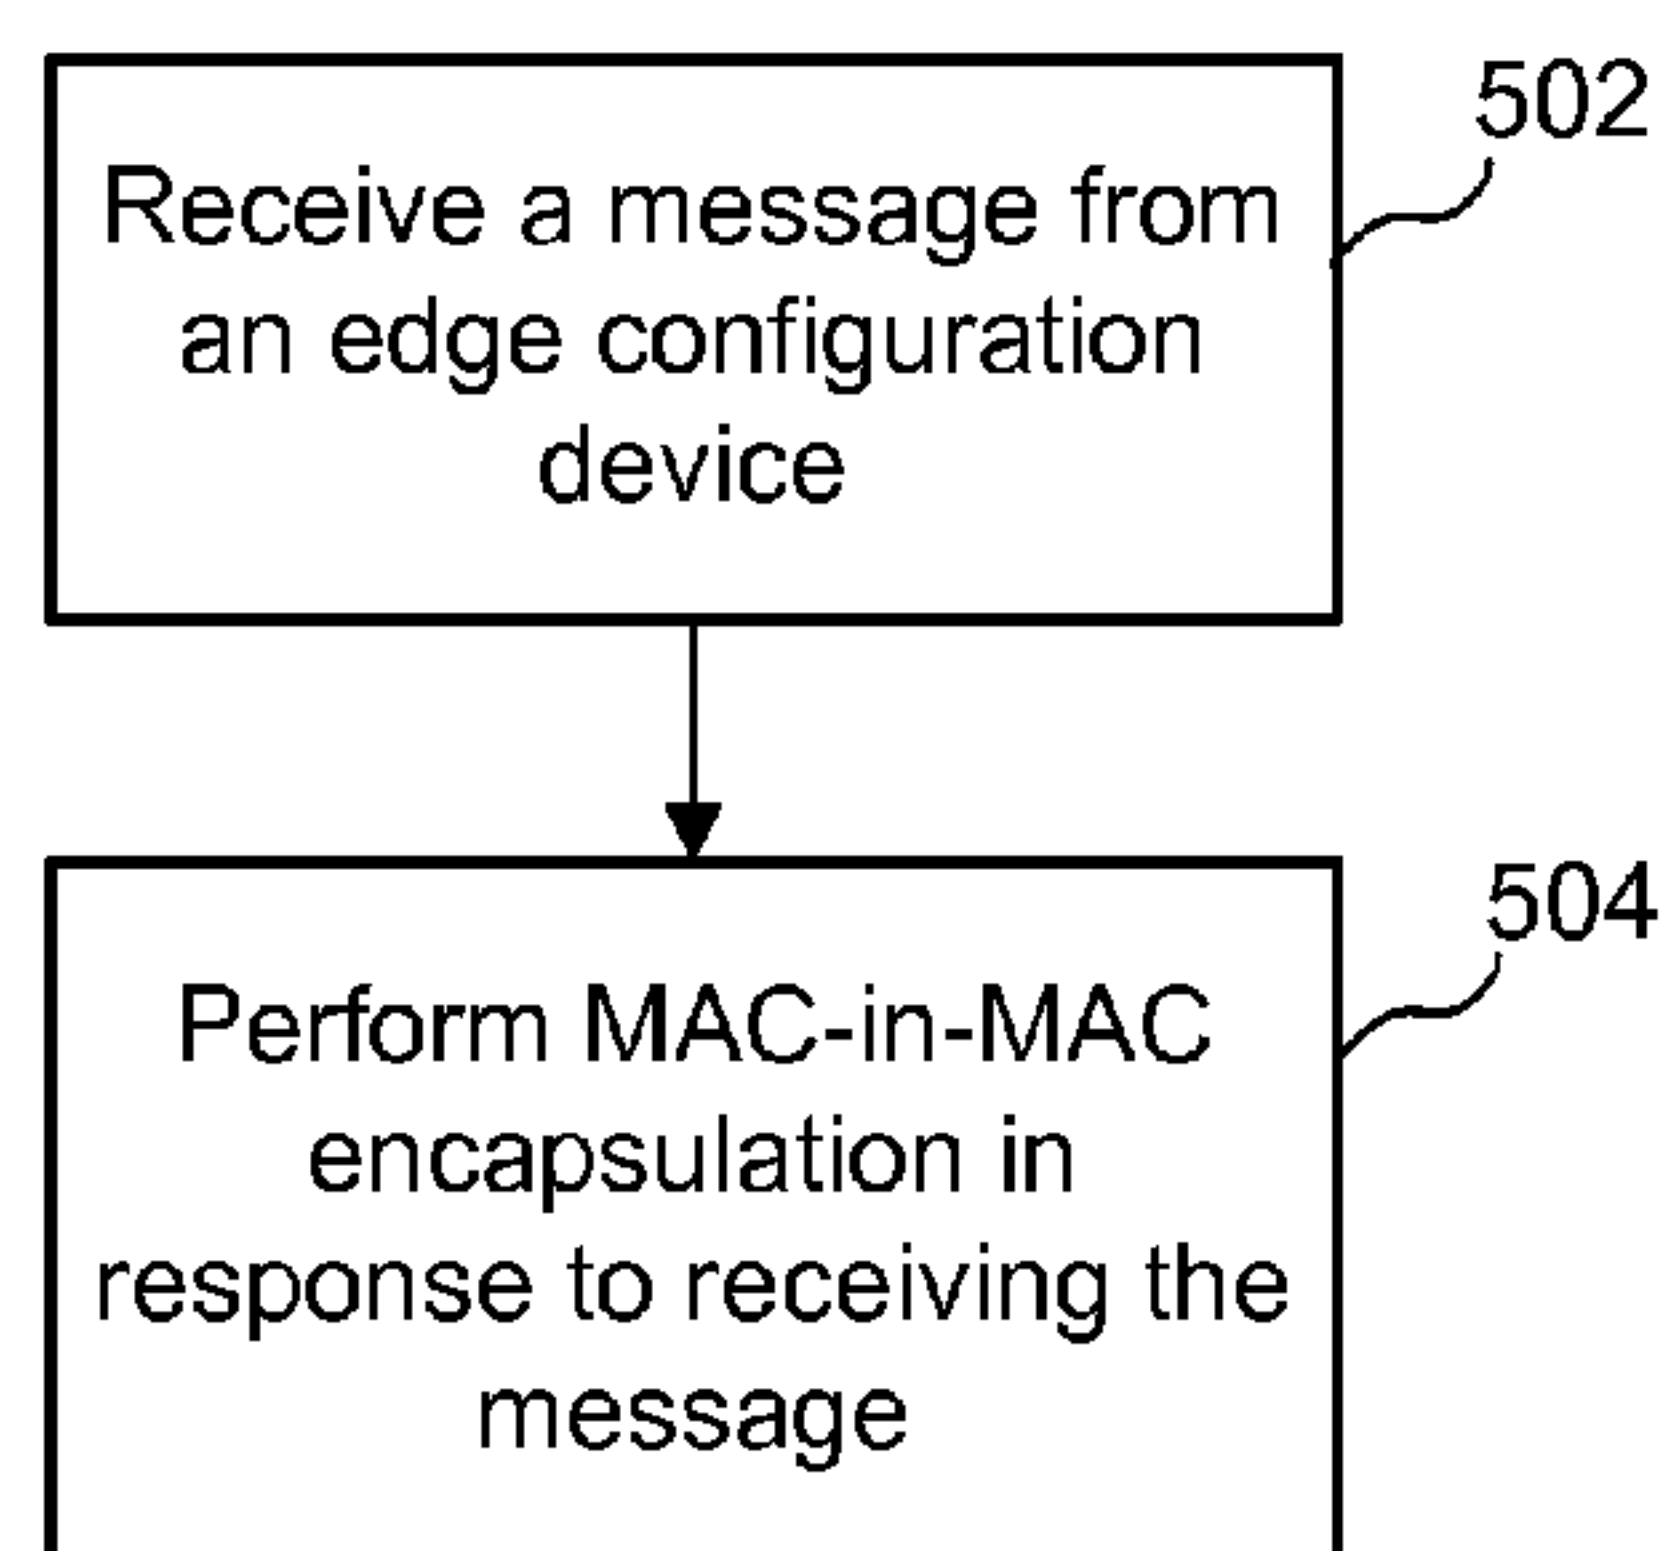 502
Receive a message from
an edge configuration
device
504
Perform MAC-in-MAC
encapsulation in
response to receiving the
message